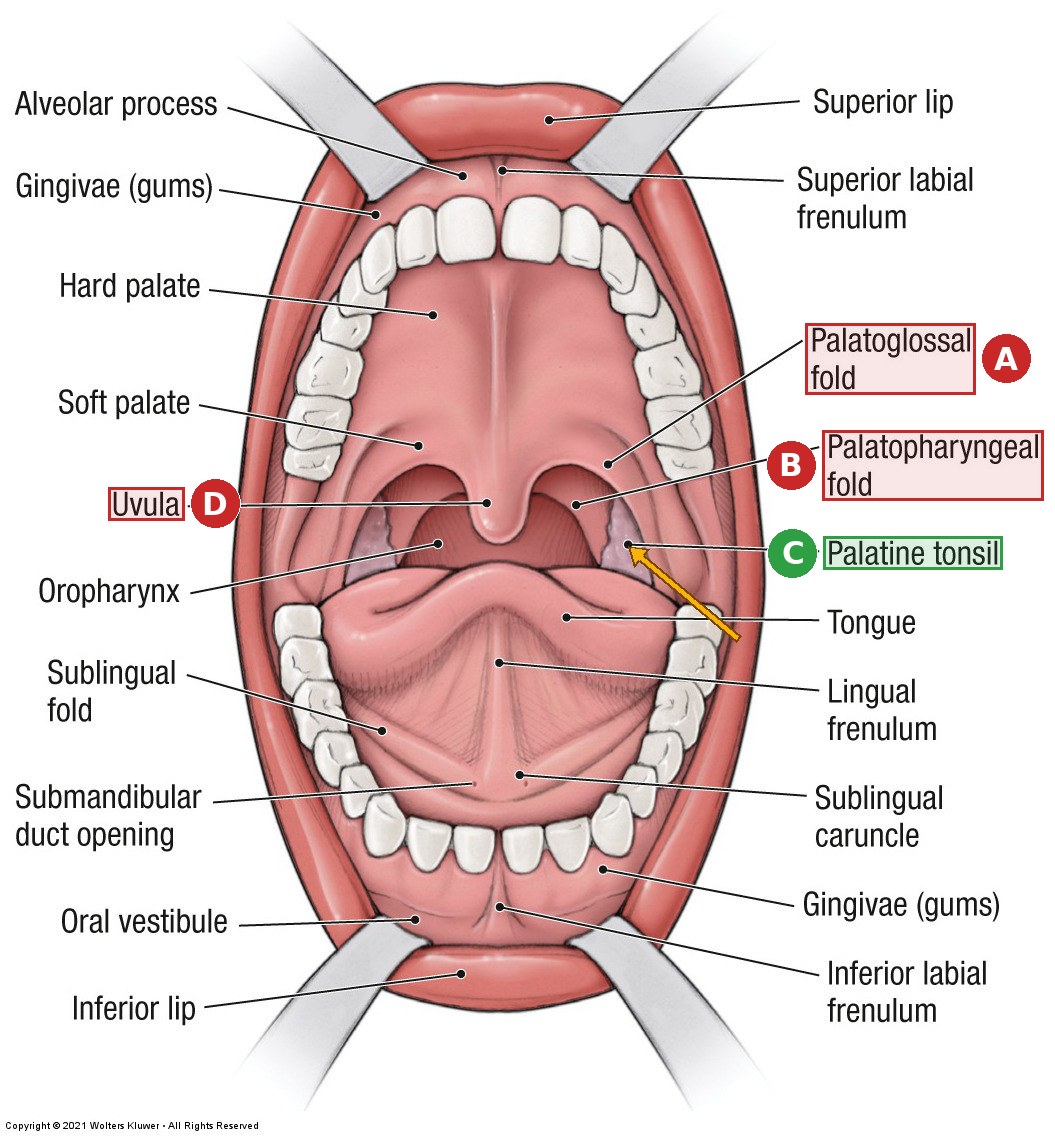 Alveolar process
Superior lip
Gingivae (gums)
Superior labial
frenulum
Hard palate
Palatoglossal
fold
A
Soft palate
B
Palatopharyngeal
fold
Uvula
D
C
Palatine tonsil
Oropharynx
Tongue
Sublingual
fold
Lingual
frenulum
Submandibular
duct opening
Sublingual
caruncle
Oral vestibule
Gingivae (gums)
Inferior lip
Inferior labial
frenulum
Copyright © 2021 Wolters Kluwer - All Rights Reserved